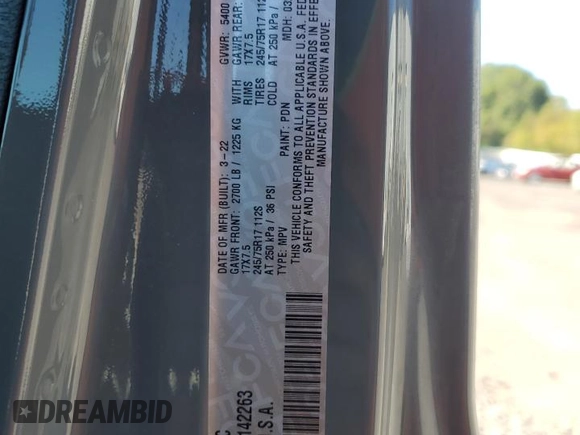 DATE OF MFR (BUILT): 3-22 GVWR: 5400
GAWR FRONT: 2700 LB / 1225 KG WITH GAWR REAR:
17X7.5 RIMS 17X7.5
245/75R17 112S TIRES 245/75R17 112
AT 250 kPa / 36 PSI COLD AT 250 kPa /
TYPE: MPV PAINT: PDN MDH: 03
THIS VEHICLE CONFORMS TO ALL APPLICABLE U.S.A. FED
SAFETY AND THEFT PREVENTION STANDARDS IN EFFE
MANUFACTURE SHOWN ABOVE.
142263
.S.A.